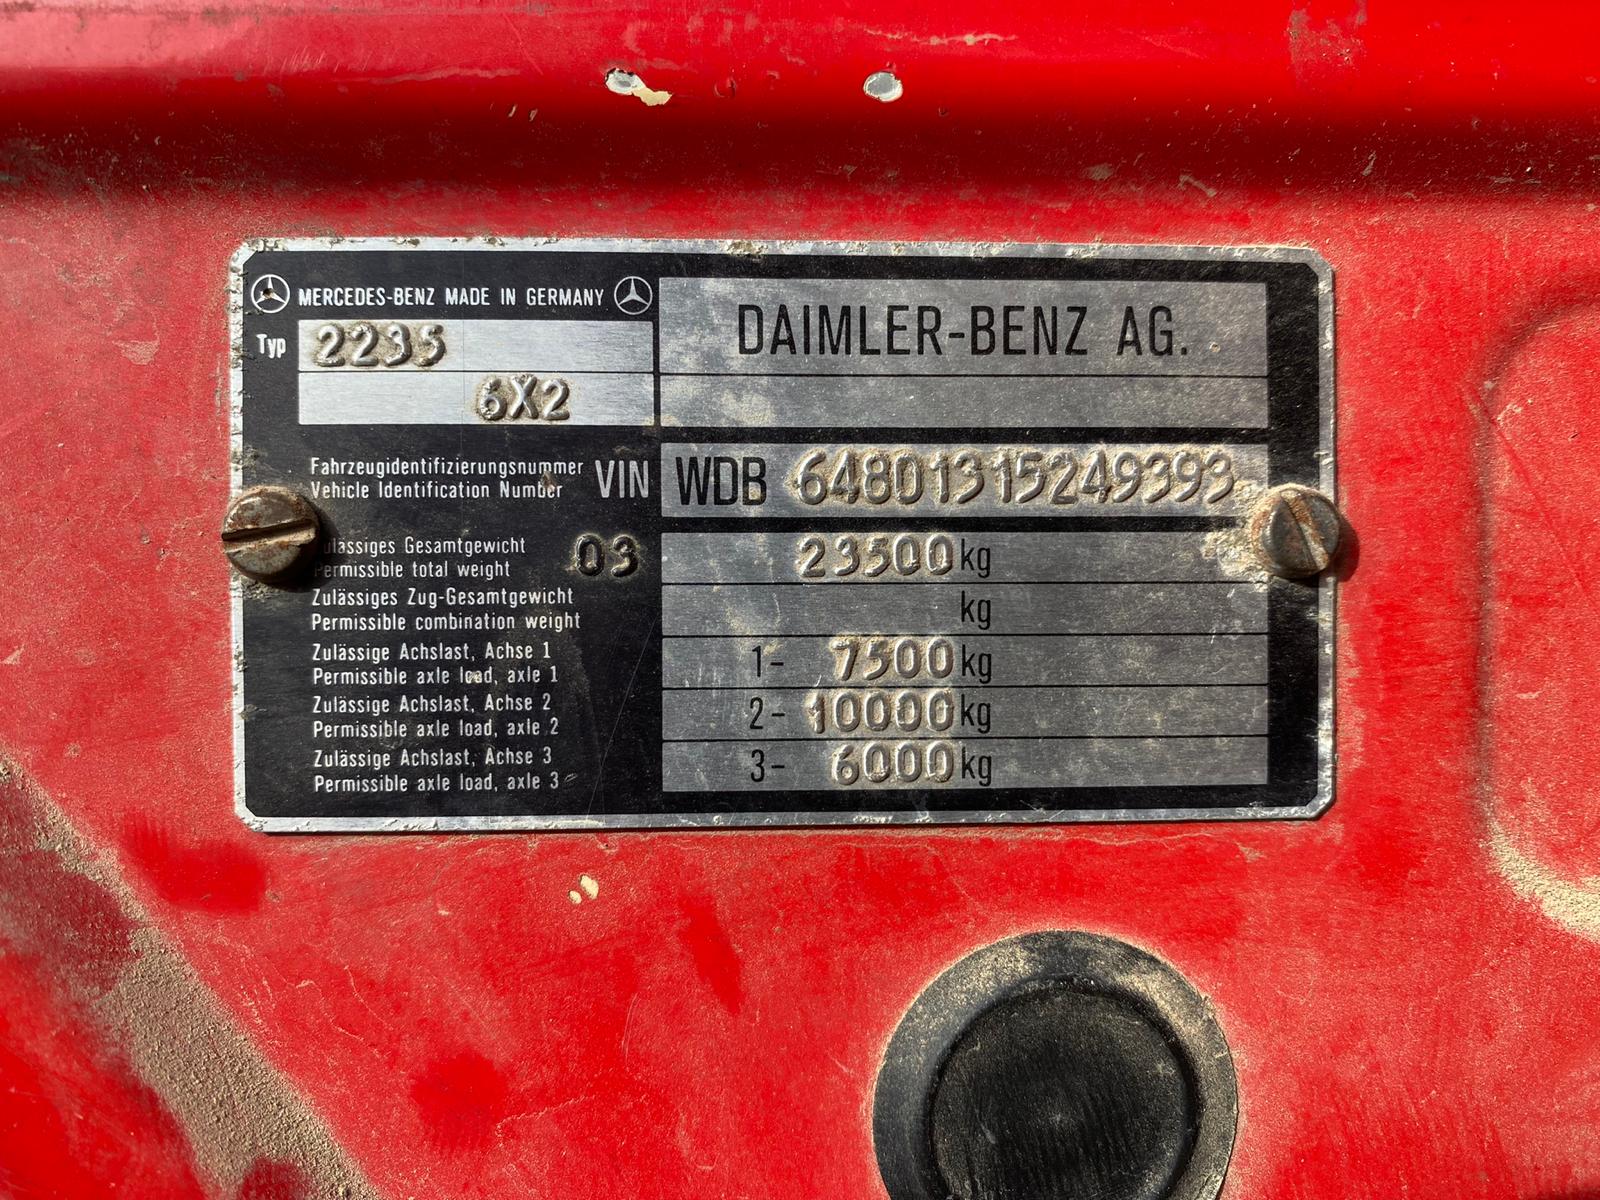 MERCEDES-BENZ MADE IN GERMANY
Typ 2235
6X2
DAIMLER-BENZ AG.
Fahrzeugidentifizierungsnummer
Vehicle Identification Number
VIN WDB 64801315249393
Gesamtgewicht
Permissible total weight
03 23500 kg
Zulässiges Zug-Gesamtgewicht
Permissible combination weight
kg
Zulässige Achslast, Achse 1
Permissible axle load, axle 1
1- 7500 kg
Zulässige Achslast, Achse 2
Permissible axle load, axle 2
2- 10000 kg
Zulässige Achslast, Achse 3
Permissible axle load, axle 3
3- 6000 kg